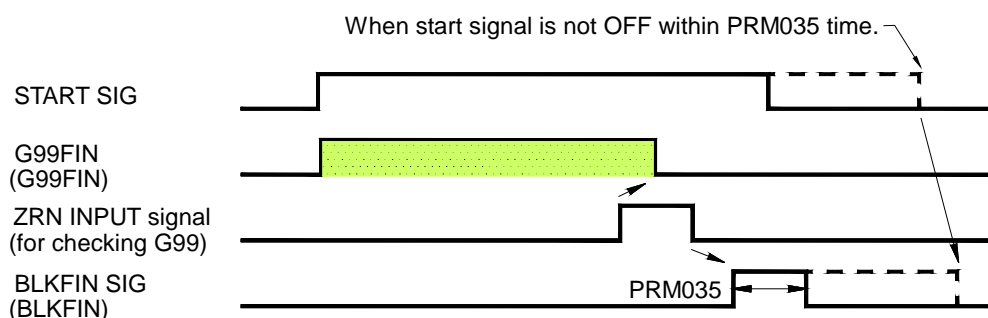 When start signal is not OFF within PRM035 time.
START SIG
G99FIN
(G99FIN)
ZRN INPUT signal
(for checking G99)
BLKFIN SIG
(BLKFIN)
PRM035